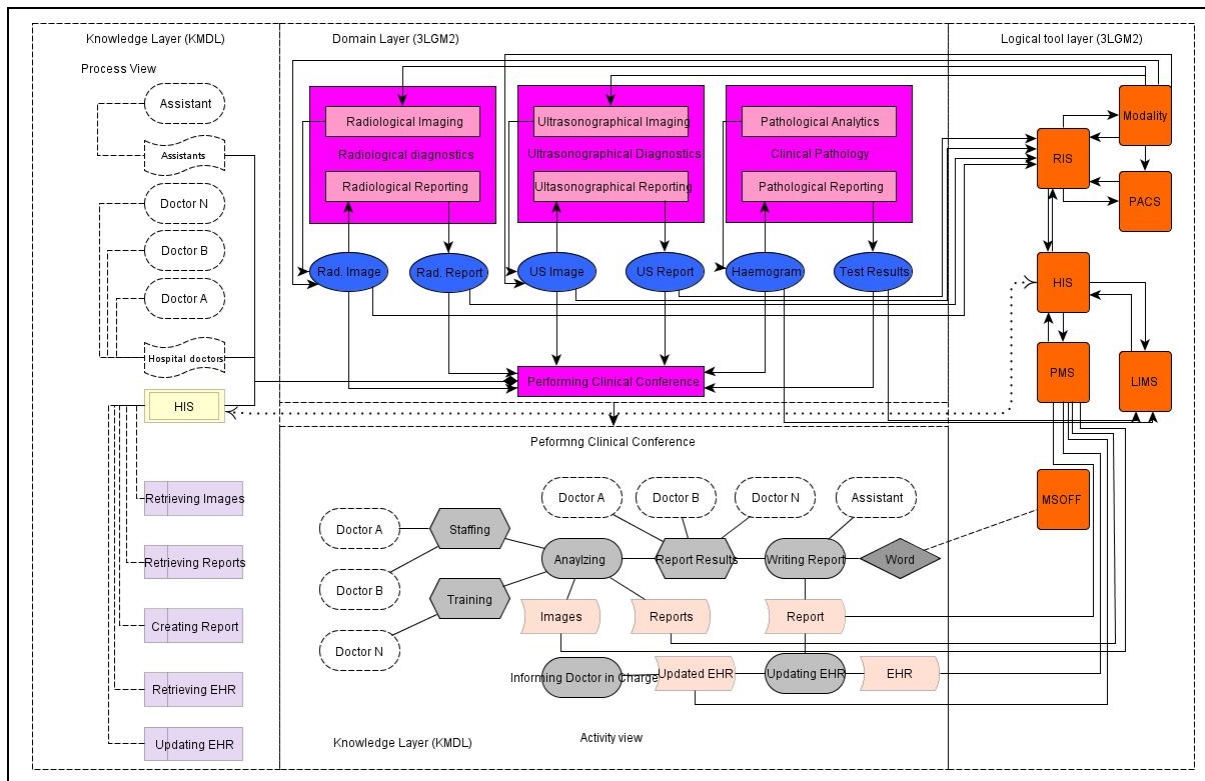 Knowledge Layer (KMDL)
Process View
Assistant
Assistants
Doctor N
Doctor B
Doctor A
Hospital doctors
HIS
Retrieving Images
Retrieving Reports
Creating Report
Retrieving EHR
Updating EHR
Domain Layer (3LGM2)
Radiological Imaging
Radiological diagnostics
Radiological Reporting
Ultrasonographical Imaging
Ultrasonographical Diagnostics
Ultasonographical Reporting
Pathological Analytics
Clinical Pathology
Pathological Reporting
Rad. Image
Rad. Report
US Image
US Report
Haemogram
Test Results
Performing Clinical Conference
Logical tool layer (3LGM2)
Modality
RIS
PACS
HIS
PMS
LIMS
MSOFF
Peformng Clinical Conference
Doctor A
Doctor B
Doctor N
Assistant
Doctor A
Staffing
Anaylzing
Report Results
Writing Report
Word
Doctor B
Training
Images
Reports
Report
Doctor N
Informing Doctor in Charge
Updated EHR
Updating EHR
EHR
Knowledge Layer (KMDL)
Activity view